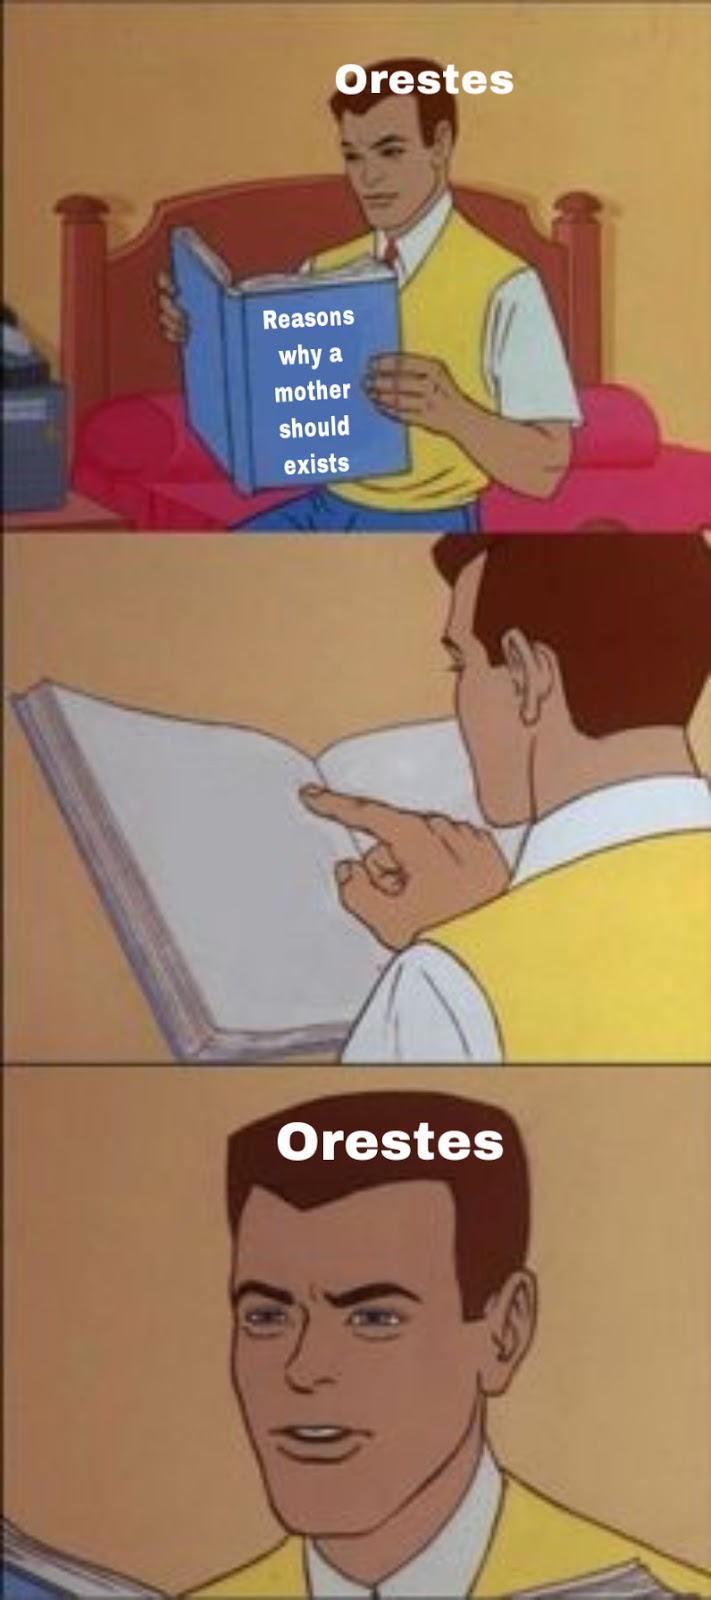 Orestes
Reasons
why a
mother
should
exists
Orestes